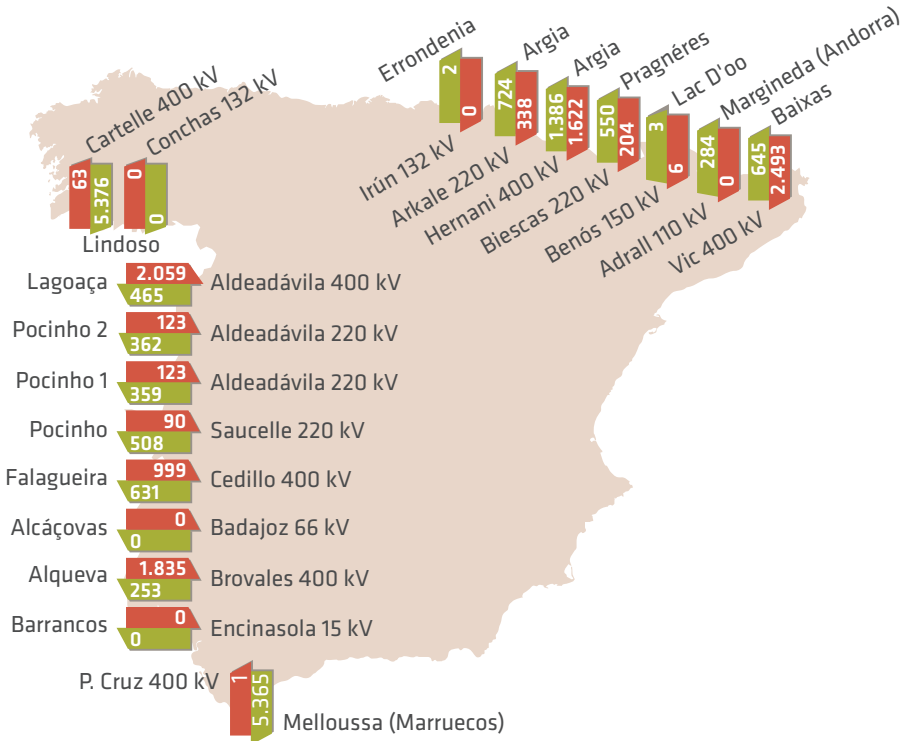 Errondenia
2
0
Irún 132 kV
Argia
724
338
Arkale 220 kV
Argia
1.386
1.622
Hernani 400 kV
Pragnéres
550
204
Biescas 220 kV
Lac D'oo
3
6
Benós 150 kV
Margineda (Andorra)
284
0
Adrall 110 kV
Baixas
645
2.493
Vic 400 kV
Cartelle 400 kV
63
5.376
Conchas 132 kV
0
0
Lindoso
Lagoaça
2.059
465
Aldeadávila 400 kV
Pocinho 2
123
362
Aldeadávila 220 kV
Pocinho 1
123
359
Aldeadávila 220 kV
Pocinho
90
508
Saucelle 220 kV
Falagueira
999
631
Cedillo 400 kV
Alcáçovas
0
0
Badajoz 66 kV
Alqueva
1.835
253
Brovales 400 kV
Barrancos
0
0
Encinasola 15 kV
P. Cruz 400 kV
1
5.365
Melloussa (Marruecos)